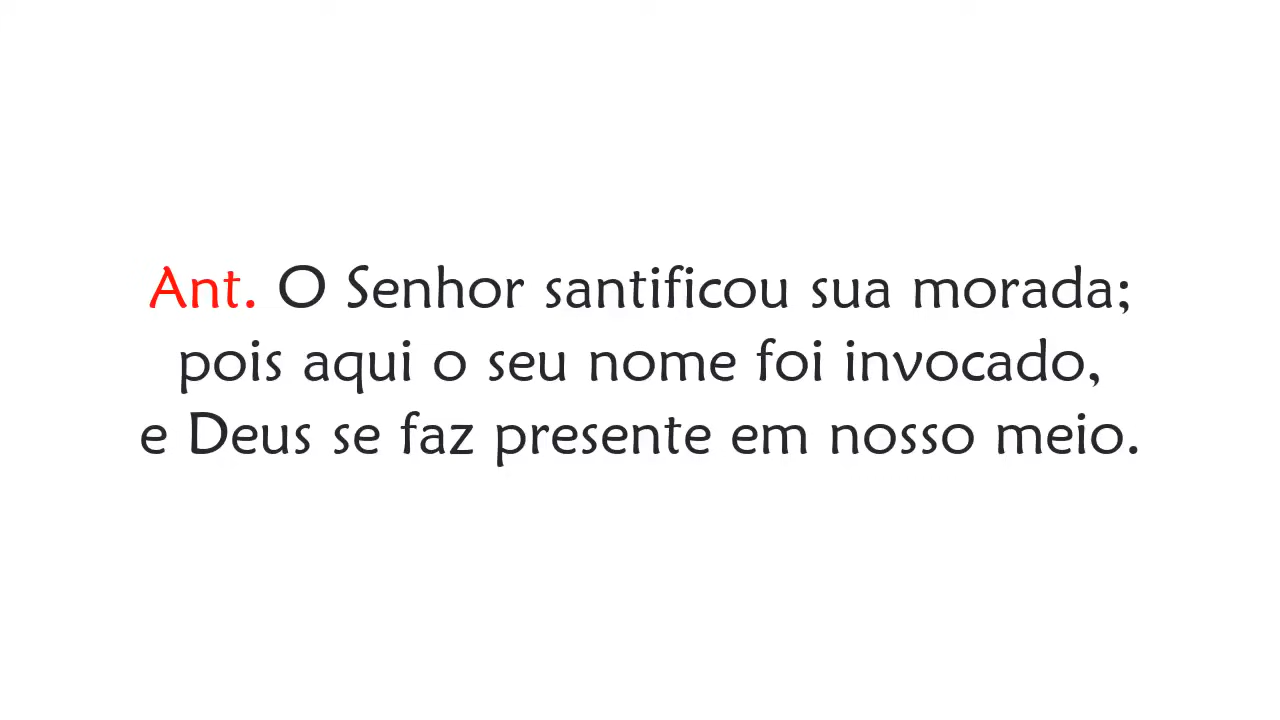 Ant. O Senhor santificou sua morada;
pois aqui o seu nome foi invocado,
e Deus se faz presente em nosso meio.